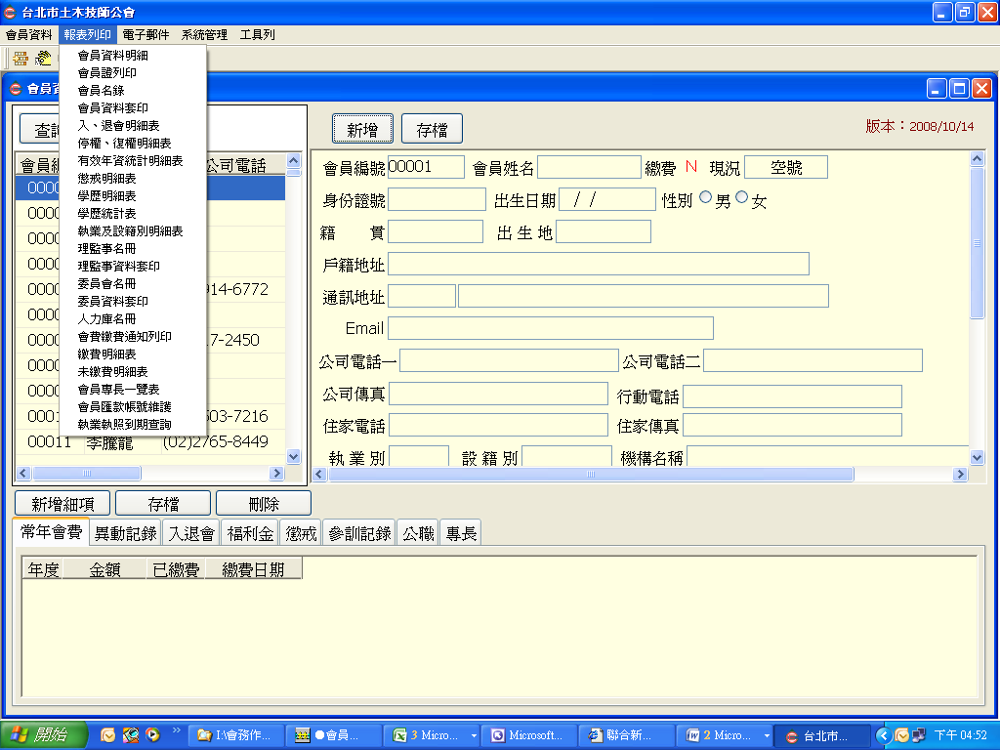 台北市土木技師公會
會員資料 報表列印 電子郵件 系統管理 工具列
會員資料明細
會員證列印
會員名錄
會員資料套印
入、退會明細表
停權、復權明細表
有效年資統計明細表
懲戒明細表
學歷明細表
學歷統計表
執業及設籍別明細表
理監事名冊
理監事資料套印
委員會名冊
委員資料套印
人力庫名冊
會費繳費通知列印
繳費明細表
未繳費明細表
會員專長一覽表
會員匯款帳號維護
執業執照到期查詢
公司電話
914-6772
7-2450
603-7216
00011 李騰龍 (02)2765-8449
新增 存檔 版本：2008/10/14
會員編號 00001 會員姓名 繳費 N 現況 空號
身份證號 出生日期 / / 性別 男 女
籍 貫 出 生 地
戶籍地址
通訊地址
Email
公司電話一 公司電話二
公司傳真 行動電話
住家電話 住家傳真
執 業 別 設 籍 別 機構名稱
新增細項 存檔 刪除
常年會費 異動記錄 入退會 福利金 懲戒 參訓記錄 公職 專長
年度 金額 已繳費 繳費日期
開始 I:\會務作... ●會員... 3 Micro... Microsoft... 聯合新... 2 Micro... 台北市... 下午 04:52